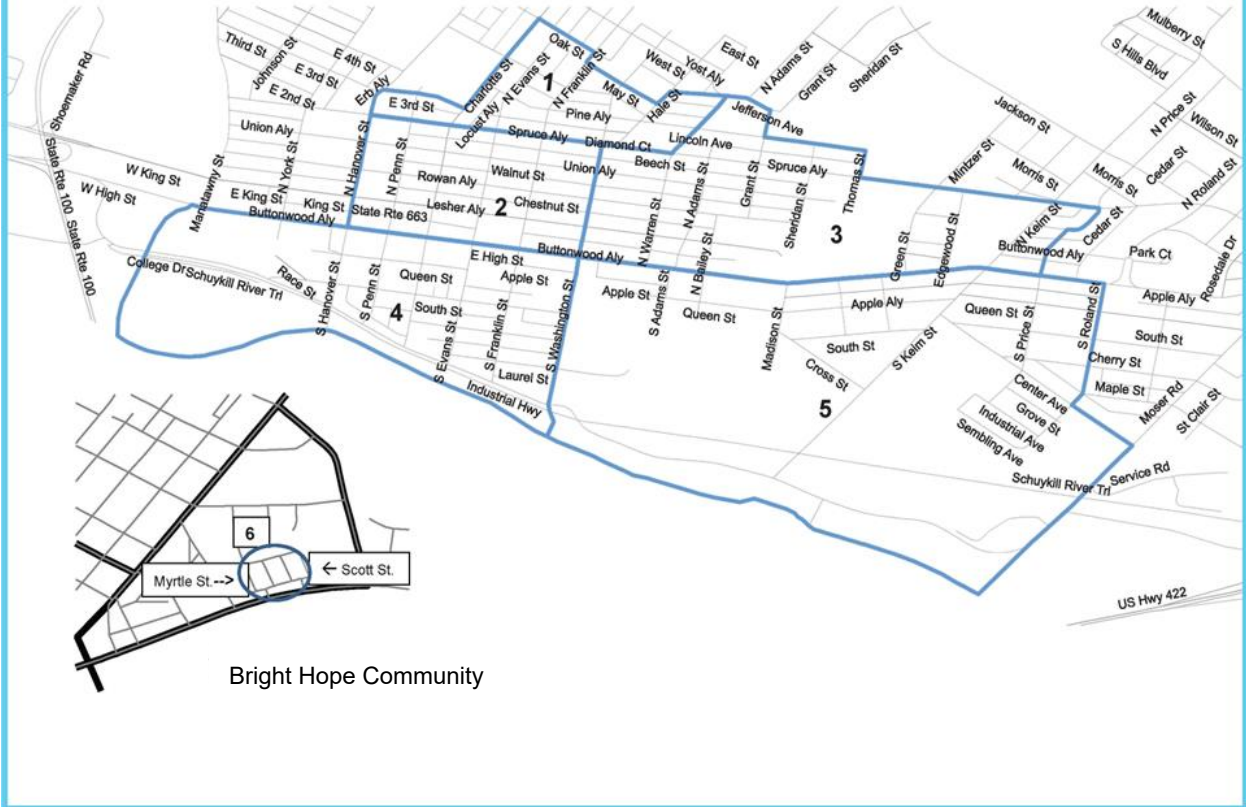 Mulberry St
S Hills Blvd
Third St
Johnson St
E 4th St
E 3rd St
E 2nd St
Erb Aly
Shoemaker Rd
Oak St
1
Charlotte St
N Evans St
N Franklin St
West St
East St
Yost Aly
N Adams St
Grant St
Sheridan St
May St
Hale St
E 3rd St
Locust Aly
Pine Aly
Jefferson Ave
Jackson St
N Price St
Wilson St
Union Aly
N York St
N Hanover St
N Penn St
Spruce Aly
Diamond Ct
Lincoln Ave
Beech St
Spruce Aly
Mintzer St
Morris St
Morris St
Cedar St
N Roland St
State Rte 100
State Rte 100
W King St
W High St
Manatawny St
E King St
King St
Buttonwood Aly
State Rte 663
Rowan Aly
Walnut St
Union Aly
Lesher Aly
2
Chestnut St
N Warren St
N Adams St
Grant St
Sheridan St
Thomas St
3
Green St
Edgewood St
N Keim St
Cedar St
Buttonwood Aly
Park Ct
Rosedale Dr
Buttonwood Aly
N Bailey St
College Dr
Schuykill River Trl
Race St
S Hanover St
S Penn St
Queen St
E High St
Apple St
4
South St
S Evans St
S Franklin St
S Washington St
Laurel St
Industrial Hwy
Apple St
S Adams St
Queen St
Madison St
Apple Aly
South St
Cross St
S Keim St
5
Queen St
S Price St
S Roland St
Apple Aly
South St
Cherry St
Maple St
Moser Rd
St Clair St
Center Ave
Grove St
Industrial Ave
Sembling Ave
Schuykill River Trl
Service Rd
US Hwy 422
6
Myrtle St.-->
← Scott St.
Bright Hope Community